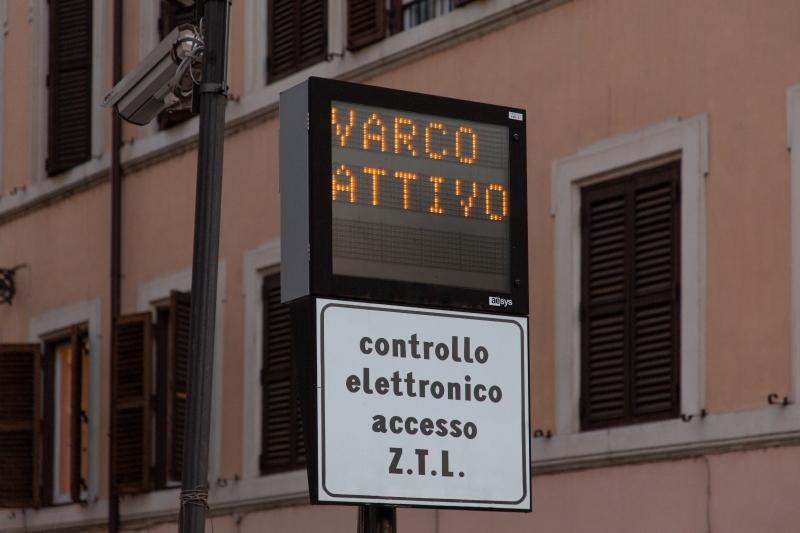 VARCO
ATTIVO
aesys
controllo
elettronico
accesso
Z.T.L.